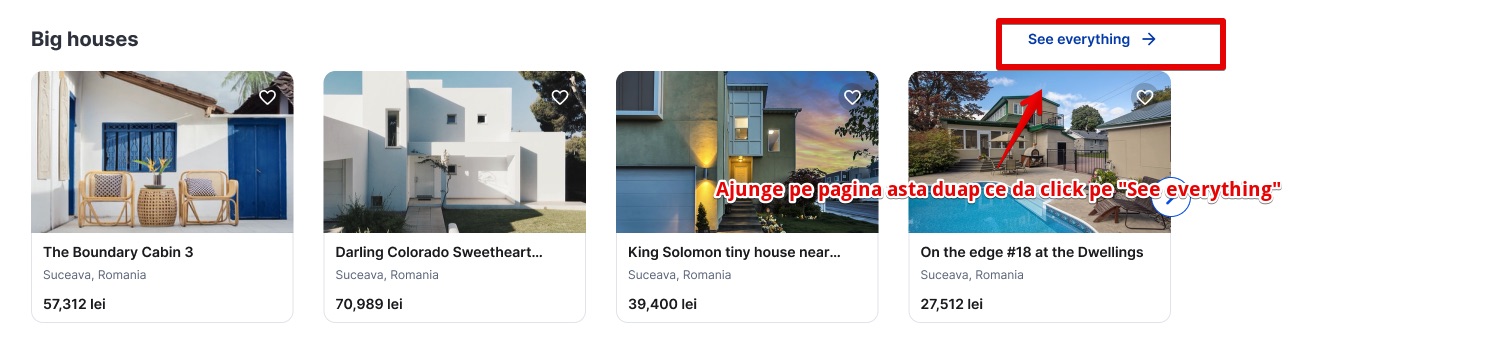 Big houses
See everything
Ajunge pe pagina asta duap ce da click pe "See everything"
The Boundary Cabin 3
Suceava, Romania
57,312 lei
Darling Colorado Sweetheart...
Suceava, Romania
70,989 lei
King Solomon tiny house near...
Suceava, Romania
39,400 lei
On the edge #18 at the Dwellings
Suceava, Romania
27,512 lei